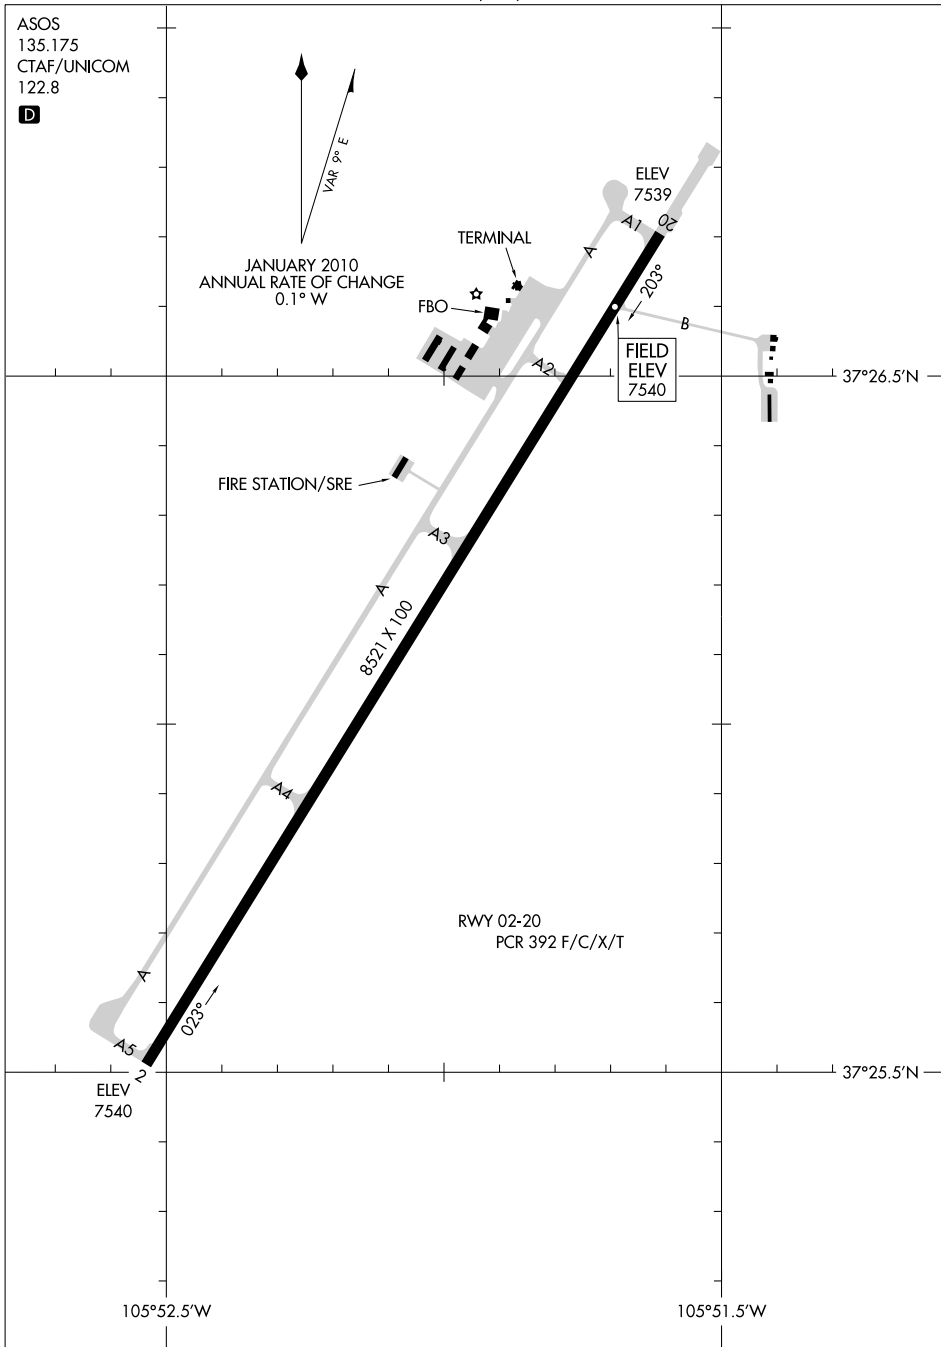 ASOS
135.175
CTAF/UNICOM
122.8
D
VAR 9° E
JANUARY 2010
ANNUAL RATE OF CHANGE
0.1° W
ELEV
7539
A1
20
A
TERMINAL
203°
FBO
B
FIELD
ELEV
7540
A2
37°26.5'N
FIRE STATION/SRE
A3
A
8521 X 100
A4
RWY 02-20
PCR 392 F/C/X/T
A
023°
A5
2
ELEV
7540
37°25.5'N
105°52.5'W
105°51.5'W